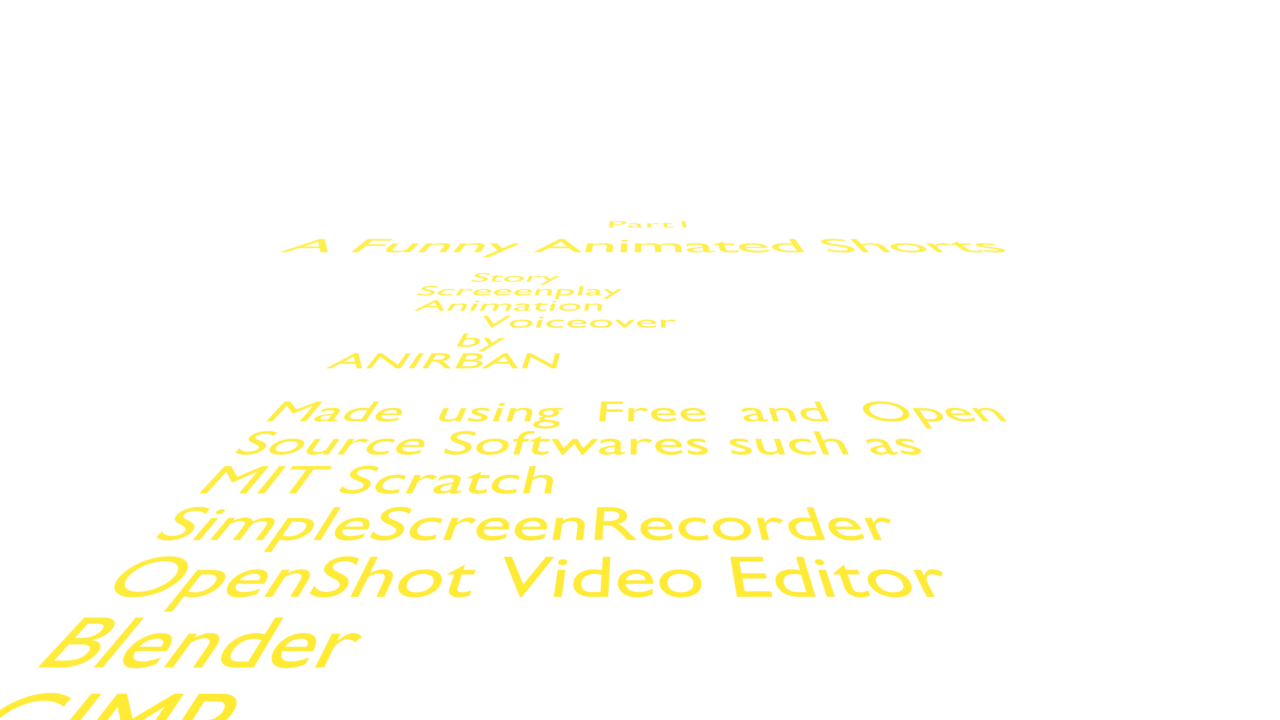 Part I
A Funny Animated Shorts
Story
Screeenplay
Animation
Voiceover
by
ANIRBAN
Made using Free and Open
Source Softwares such as
MIT Scratch
SimpleScreenRecorder
OpenShot Video Editor
Blender
GIMP